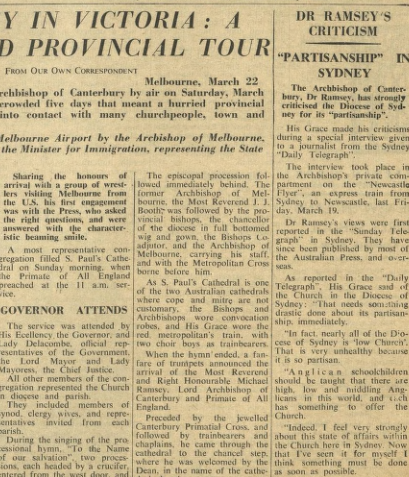 Y IN VICTORIA: A
D PROVINCIAL TOUR
FROM OUR OWN CORRESPONDENT
Melbourne, March 22
rchbishop of Canterbury by air on Saturday, March
crowded five days that meant a hurried provincial
into contact with many churchpeople, town and
Melbourne Airport by the Archbishop of Melbourne,
the Minister for Immigration, representing the State
Sharing the honours of
arrival with a group of wrest-
lers visiting Melbourne from
the U.S. his first engagement
was with the Press, who asked
the right questions, and were
answered with the character-
istic beaming smile.
A most representative con-
gregation filled S. Paul's Cathe-
dral on Sunday morning, when
the Primate of All England
preached at the 11 a.m. ser-
vice.
GOVERNOR ATTENDS
The service was attended by
His Ecellency the Governor, and
Lady Delacombe, official rep-
resentatives of the Government,
the Lord Mayor and Lady
Mayoress, the Chief Justice.
All other members of the con-
gregation represented the Church
in diocese and parish.
They included members of
synod, clergy, wives, and repre-
sentatives invited from each
parish.
During the singing of the pro-
cessional hymn, "To the Name
of our salvation", two proces-
sions, each headed by a crucifer,
entered from the west door, and
The episcopal procession fol-
lowed immediately behind. The
former Archbishop of Mel-
bourne, the Most Reverend J. J.
Booth, was followed by the pro-
vincial bishops, the chancellor
of the diocese in full bottomed
wig and gown, the Bishops Co-
adjutor, and the Archbishop of
Melbourne, carrying his staff,
and with the Metropolitan Cross
borne before him.
As S. Paul's Cathedral is one
of the two Australian cathedrals
where cope and mitre are not
customary, the Bishops and
Archbishops wore convocation
robes, and His Grace wore the
red metropolitan's train, with
two choir boys as trainbearers.
When the hymn ended, a fan-
fare of trumpets announced the
arrival of the Most Reverend
and Right Honourable Michael
Ramsey, Lord Archbishop of
Canterbury and Primate of All
England.
Preceded by the jewelled
Canterbury Primatial Cross, and
followed by trainbearers and
chaplains, he came through the
cathedral to the chancel step,
where he was welcomed by the
Dean, in the name of the cathe-
DR RAMSEY'S
CRITICISM
"PARTISANSHIP" IN
SYDNEY
The Archbishop of Canter-
bury, Dr Ramsey, has strongly
criticised the Diocese of Syd-
ney for its "partisanship".
His Grace made his criticisms
during a special interview given
to a journalist from the Sydney
"Daily Telegraph".
The interview took place in
the Archbishop's private com-
partment on the "Newcastle
Flyer", an express train from
Sydney to Newcastle, last Fri-
day, March 19.
Dr Ramsey's views were first
reported in the "Sunday Tele-
graph" in Sydney. They have
since been published by most of
the Australian Press, and over-
seas.
As reported in the "Daily
Telegraph", His Grace said of
the Church in the Diocese of
Sydney: "That needs something
drastic done about its partisan-
ship, immediately.
"In fact, nearly all of the Dio-
cese of Sydney is 'low Church'.
That is very unhealthy because
it is so partisan.
"Anglican schoolchildren
should be taught that there are
high, low and middling Ang-
licans in this world, and each
has something to offer the
Church.
"Indeed, I feel very strongly
about this state of affairs within
the Church here in Sydney. Now
that I've seen it for myself I
think something must be done
as soon as possible.